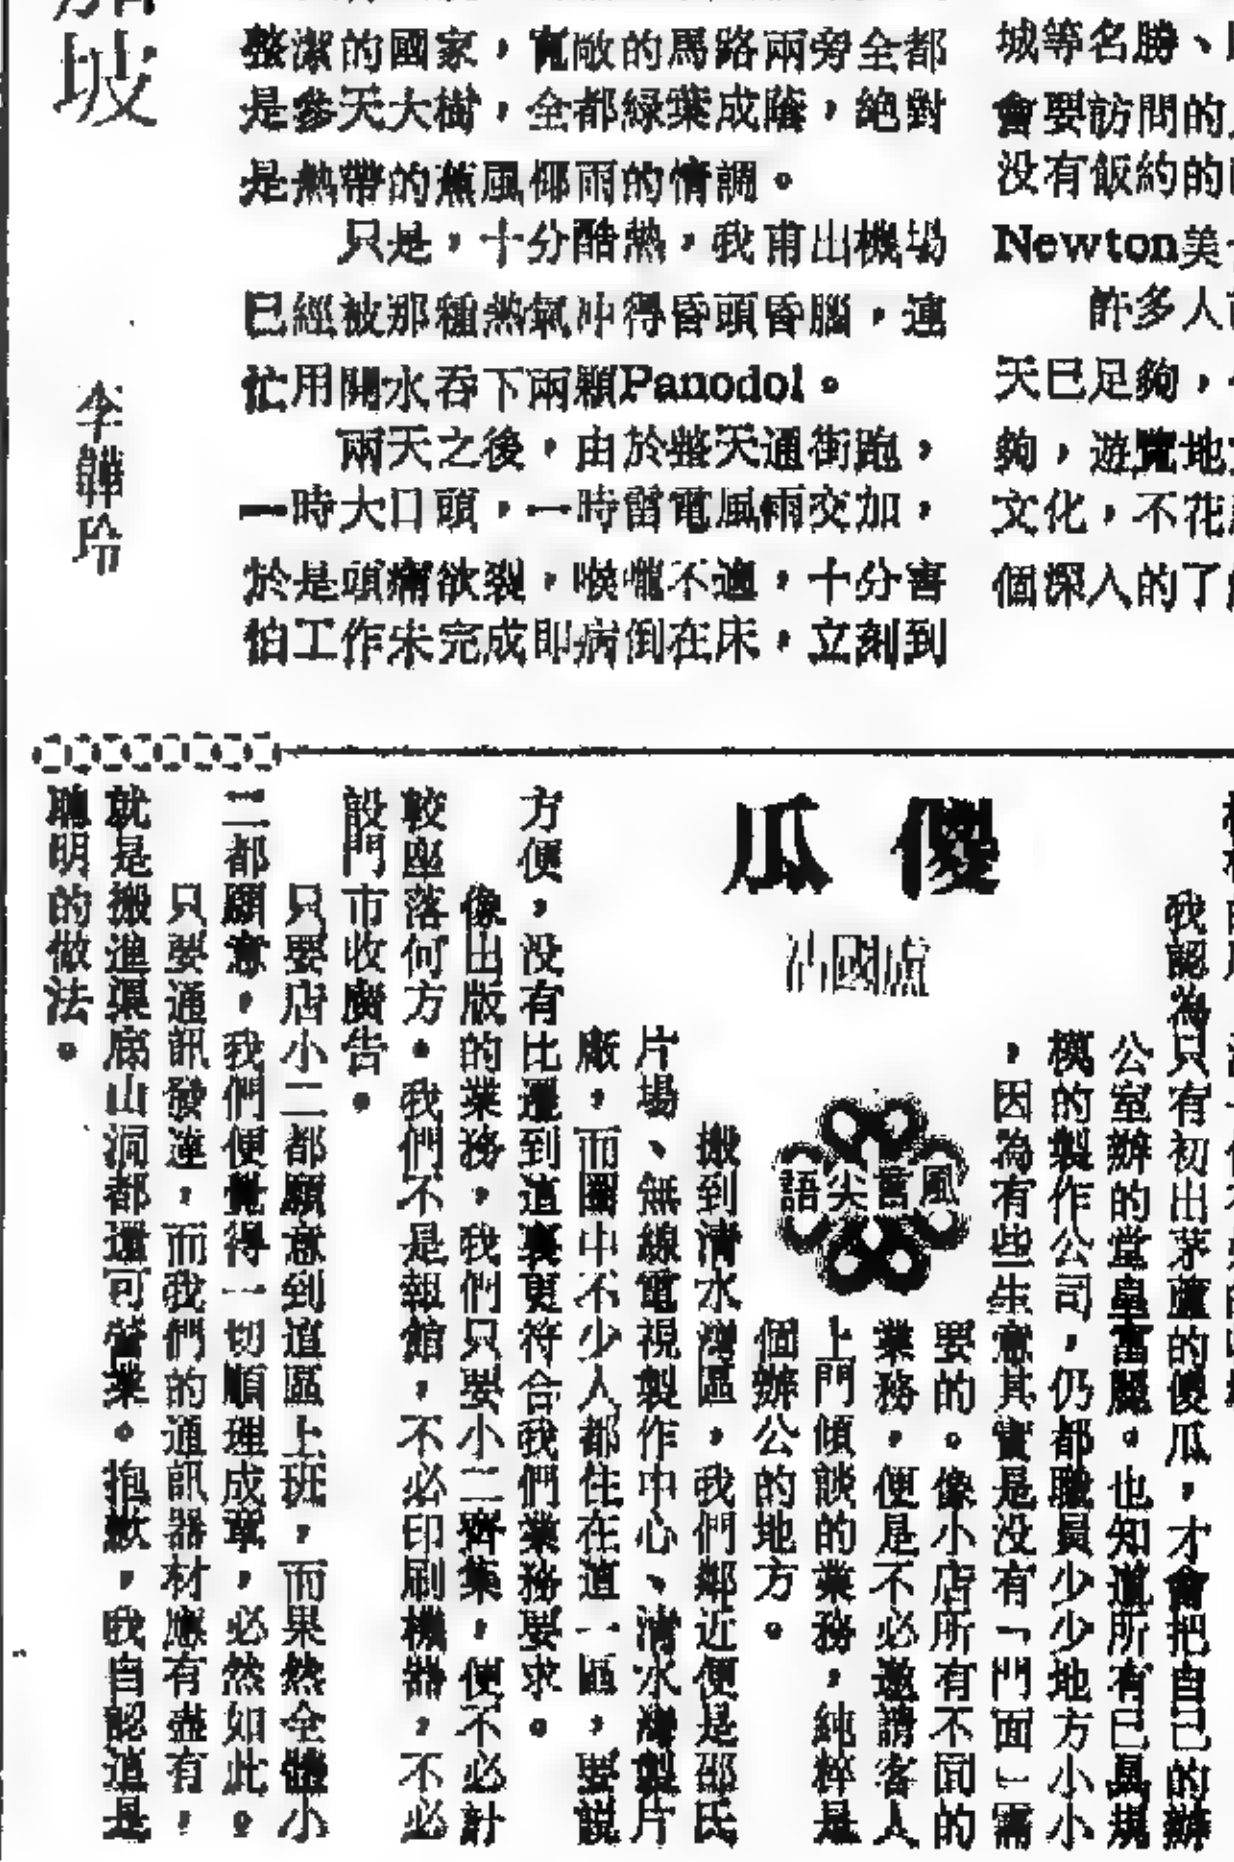 坡
李韡玲
整潔的國家，寬敞的馬路兩旁全都
是參天大樹，全都綠葉成蔭，絕對
是熱帶的蕉風椰雨的情調。
只是，十分酷熱，我甫出機場
已經被那種熱氣冲得昏頭昏腦，連
忙用開水吞下兩顆Panodol。
兩天之後，由於整天通街跑，
一時大日頭，一時雷電風雨交加，
於是頭痛欲裂，喉嚨不適，十分害
怕工作未完成即病倒在床，立刻到
城等名勝、
會要訪問的
没有飯約的
Newton美
許多人
天已足夠，
夠，遊覽地
文化，不花
個深入的了
傻瓜
盧國沾
風言尖語
我認為只有初出茅蘆的傻瓜，才會把自己的辦
公室辦的堂皇富麗。也知道所有已具規
模的製作公司，仍都職員少少地方小小
，因為有些生意其實是没有「門面」需
要的。像小店所有不同的
業務，便是不必邀請客人
上門傾談的業務，純粹是
個辦公的地方。
搬到清水灣區，我們鄰近便是邵氏
片場、無線電視製作中心、清水灣製片
廠，而圈中不少人都住在這一區，要説
方便，没有比遷到這裏更符合我們業務要求。
像出版的業務，我們只要小二齊集，便不必計
較座落何方。我們不是報館，不必印刷機器，不必
設門市收廣告。
只要店小二都願意到這區上班，而果然全體小
二都願意，我們便覺得一切順理成章，必然如此。
只要通訊發達，而我們的通訊器材應有盡有，
就是搬進深底山洞都還可營業。抱歉，我自認這是
聰明的做法。